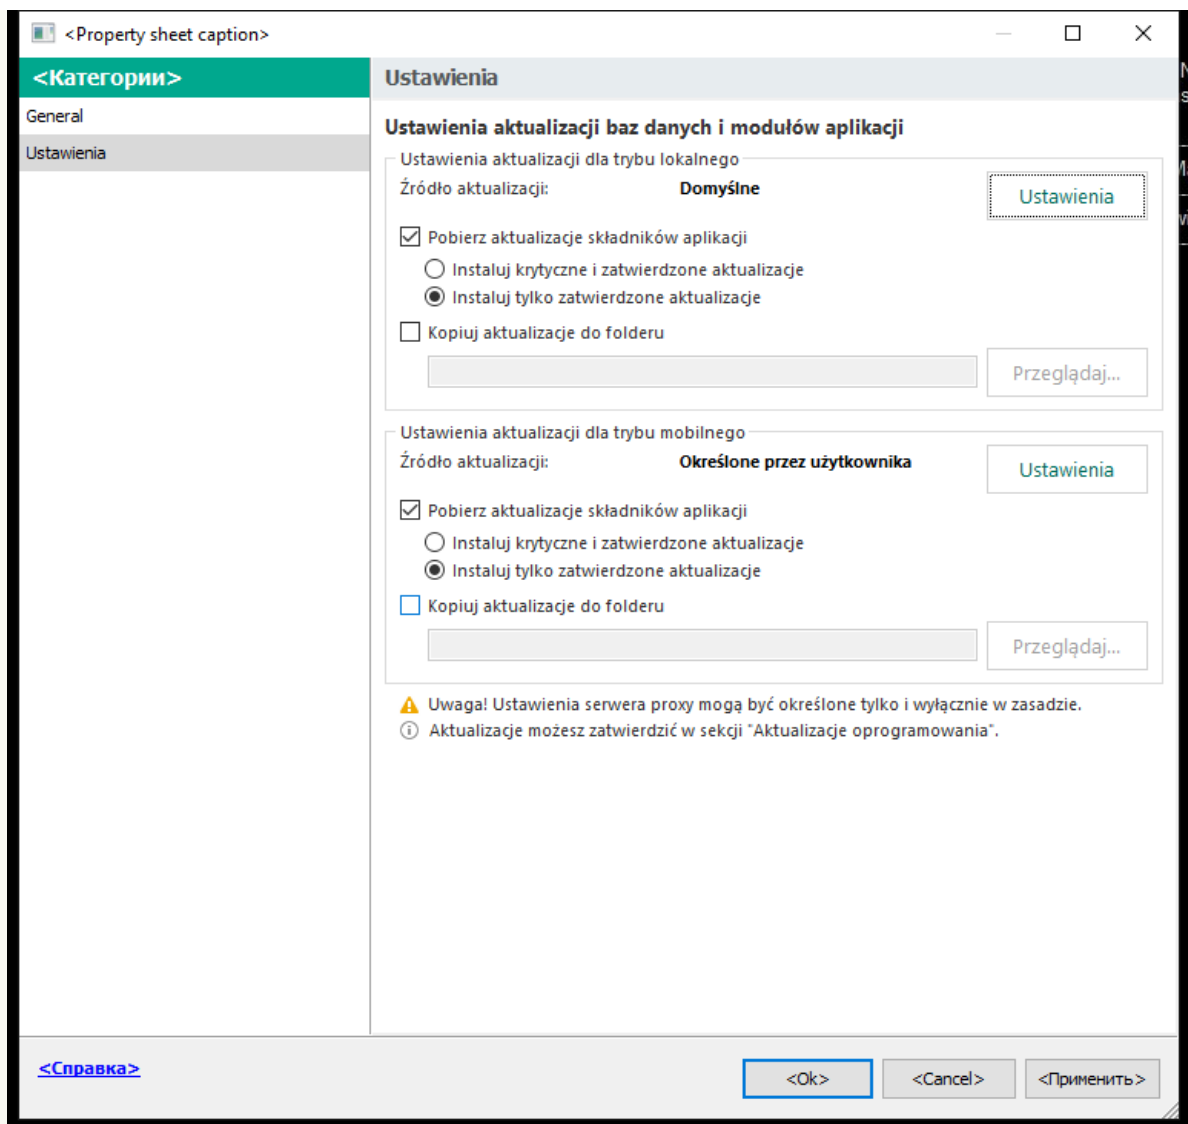 <Property sheet caption>
<Категории>
General
Ustawienia
Ustawienia
Ustawienia aktualizacji baz danych i modułów aplikacji
Ustawienia aktualizacji dla trybu lokalnego
Źródło aktualizacji: Domyślne
Ustawienia
Pobierz aktualizacje składników aplikacji
Instaluj krytyczne i zatwierdzone aktualizacje
Instaluj tylko zatwierdzone aktualizacje
Kopiuj aktualizacje do folderu
Przeglądaj...
Ustawienia aktualizacji dla trybu mobilnego
Źródło aktualizacji: Określone przez użytkownika
Ustawienia
Pobierz aktualizacje składników aplikacji
Instaluj krytyczne i zatwierdzone aktualizacje
Instaluj tylko zatwierdzone aktualizacje
Kopiuj aktualizacje do folderu
Przeglądaj...
Uwaga! Ustawienia serwera proxy mogą być określone tylko i wyłącznie w zasadzie.
Aktualizacje możesz zatwierdzić w sekcji "Aktualizacje oprogramowania".
<Справка>
<Ok> <Cancel> <Применить>